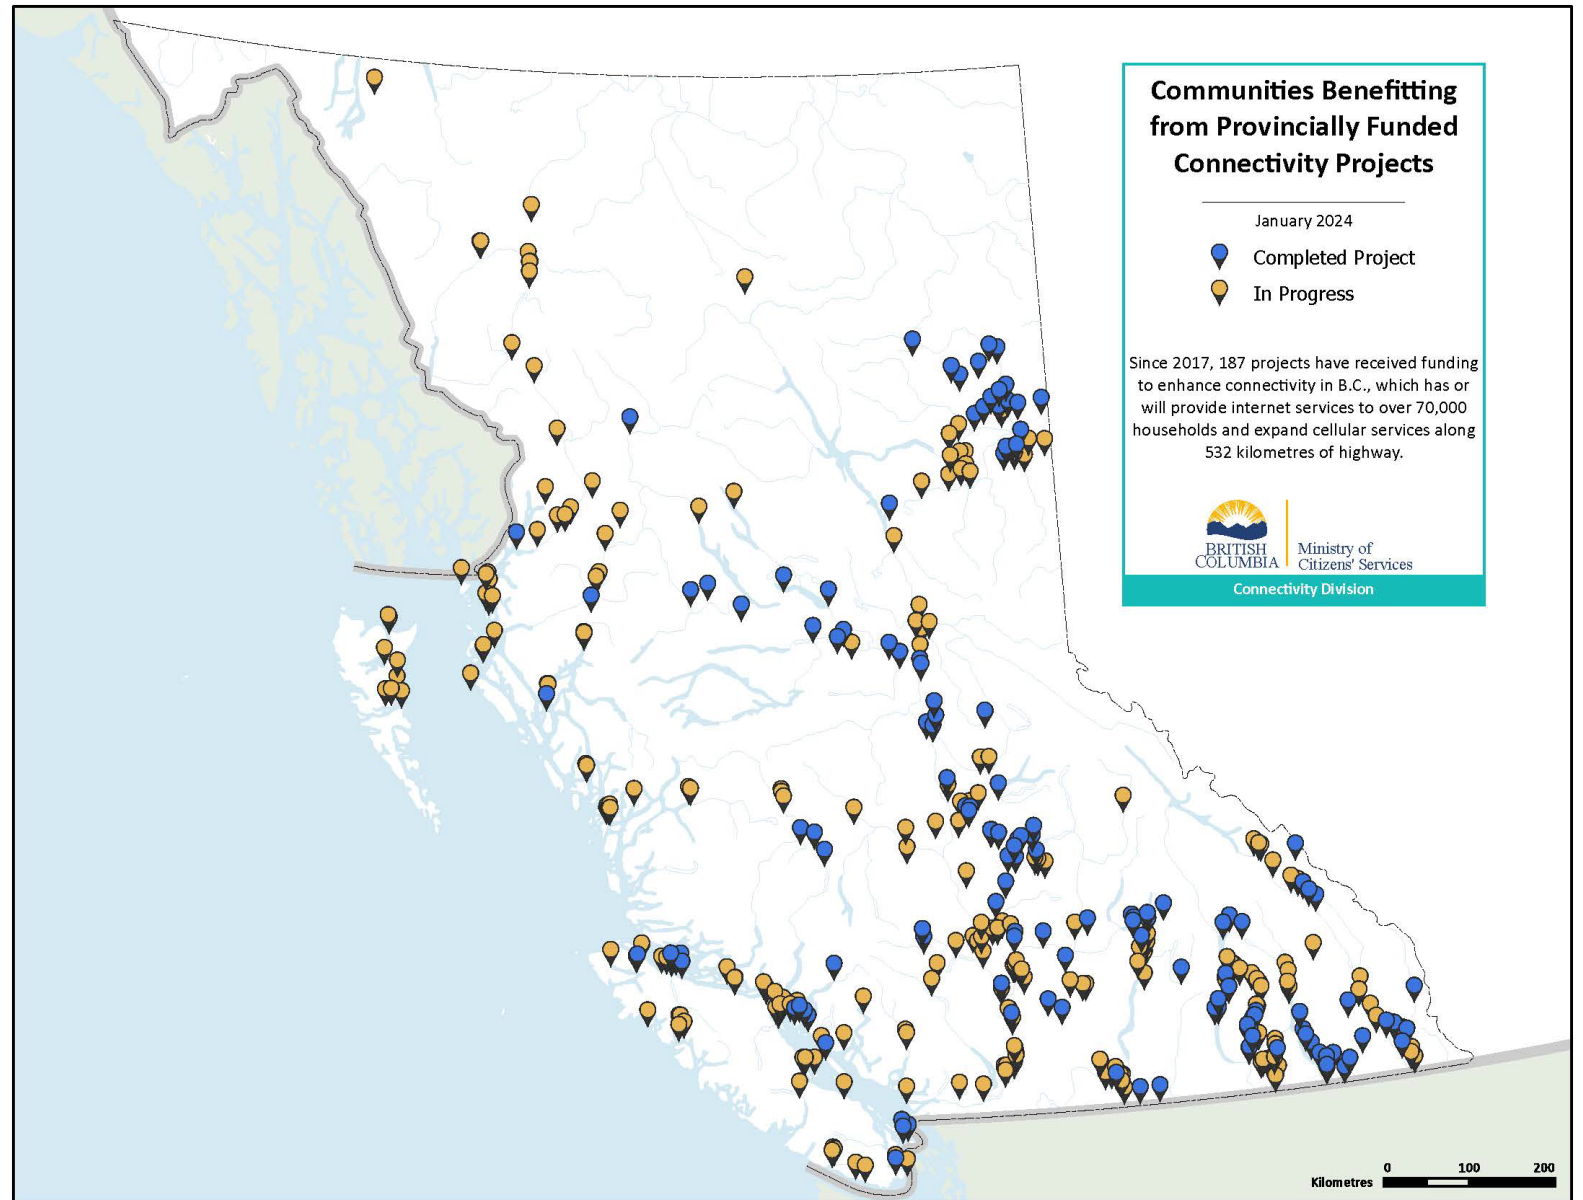 Communities Benefitting
from Provincially Funded
Connectivity Projects
January 2024
Completed Project
In Progress
Since 2017, 187 projects have received funding
to enhance connectivity in B.C., which has or
will provide internet services to over 70,000
households and expand cellular services along
532 kilometres of highway.
BRITISH
COLUMBIA
Ministry of
Citizens' Services
Connectivity Division
0 100 200
Kilometres